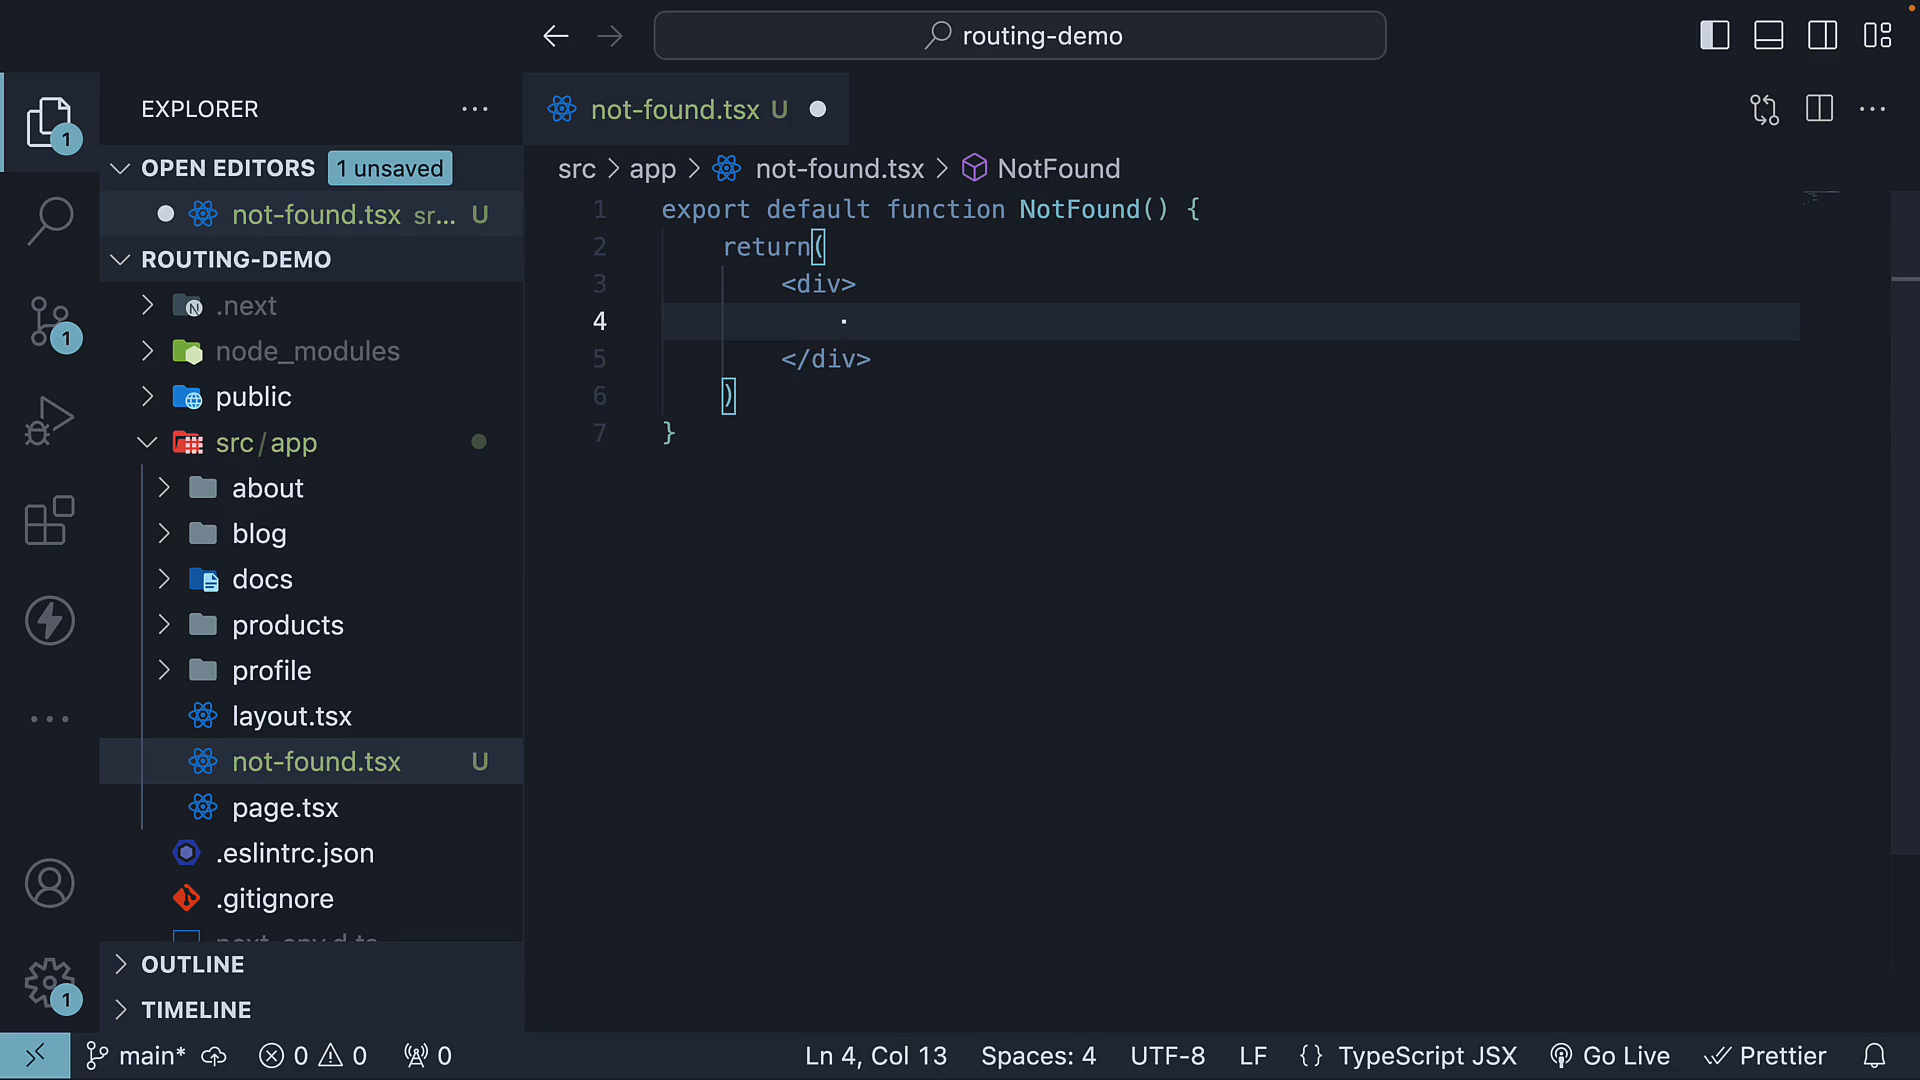 routing-demo
EXPLORER
not-found.tsx U
OPEN EDITORS 1 unsaved
not-found.tsx sr... U
src > app > not-found.tsx > NotFound
ROUTING-DEMO
.next
node_modules
public
src/app
about
blog
docs
products
profile
layout.tsx
not-found.tsx U
page.tsx
.eslintrc.json
.gitignore
OUTLINE
TIMELINE
1
1
1
1 export default function NotFound() {
2 return(
3 <div>
4
5 </div>
6 )
7 }
main* 0 0 0 Ln 4, Col 13 Spaces: 4 UTF-8 LF {} TypeScript JSX Go Live Prettier